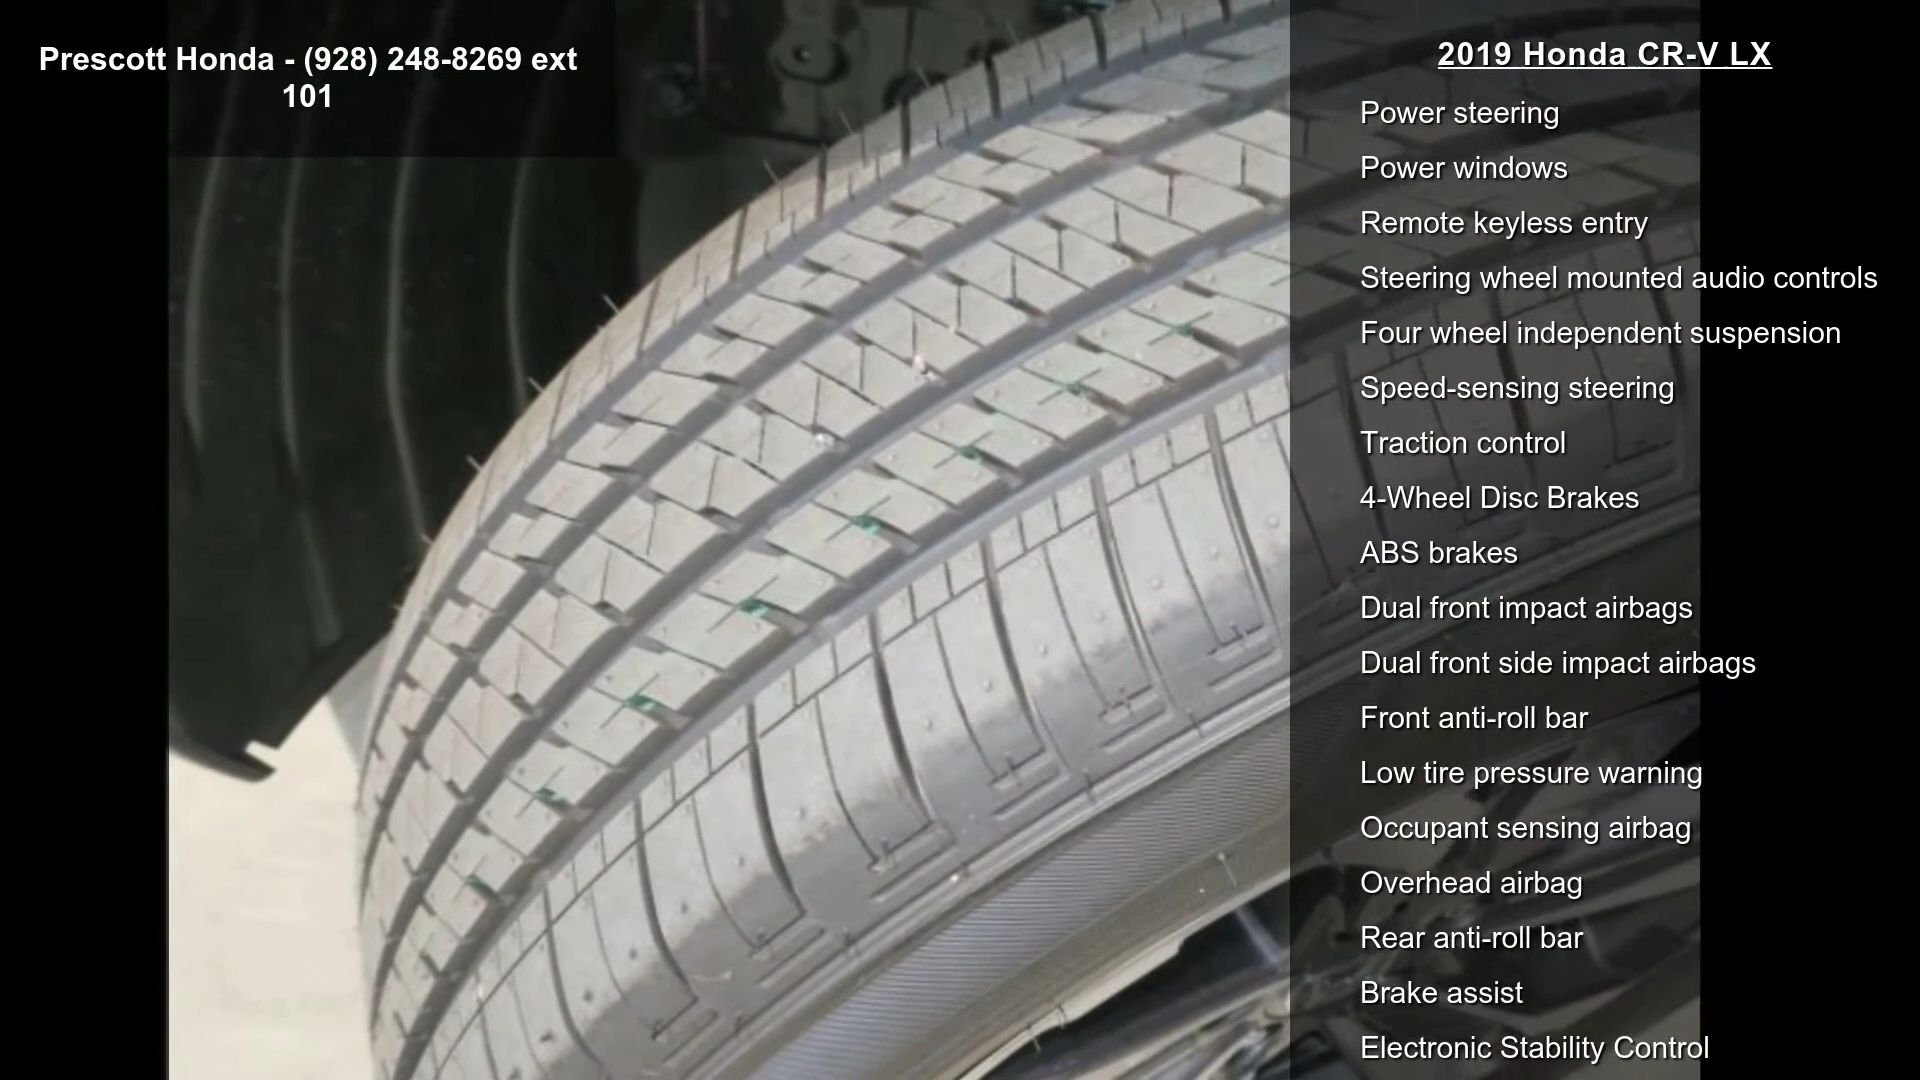 Prescott Honda - (928) 248-8269 ext
101
2019 Honda CR-V LX
Power steering
Power windows
Remote keyless entry
Steering wheel mounted audio controls
Four wheel independent suspension
Speed-sensing steering
Traction control
4-Wheel Disc Brakes
ABS brakes
Dual front impact airbags
Dual front side impact airbags
Front anti-roll bar
Low tire pressure warning
Occupant sensing airbag
Overhead airbag
Rear anti-roll bar
Brake assist
Electronic Stability Control